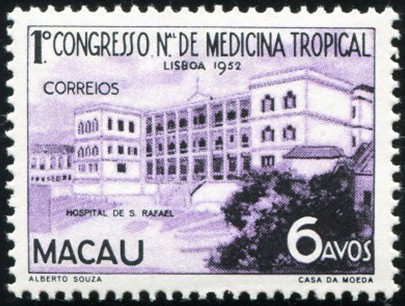 1º CONGRESSO N.AL DE MEDICINA TROPICAL
LISBOA 1952
CORREIOS
HOSPITAL DE S. RAFAEL
MACAU
6 AVOS
ALBERTO SOUZA
CASA DA MOEDA